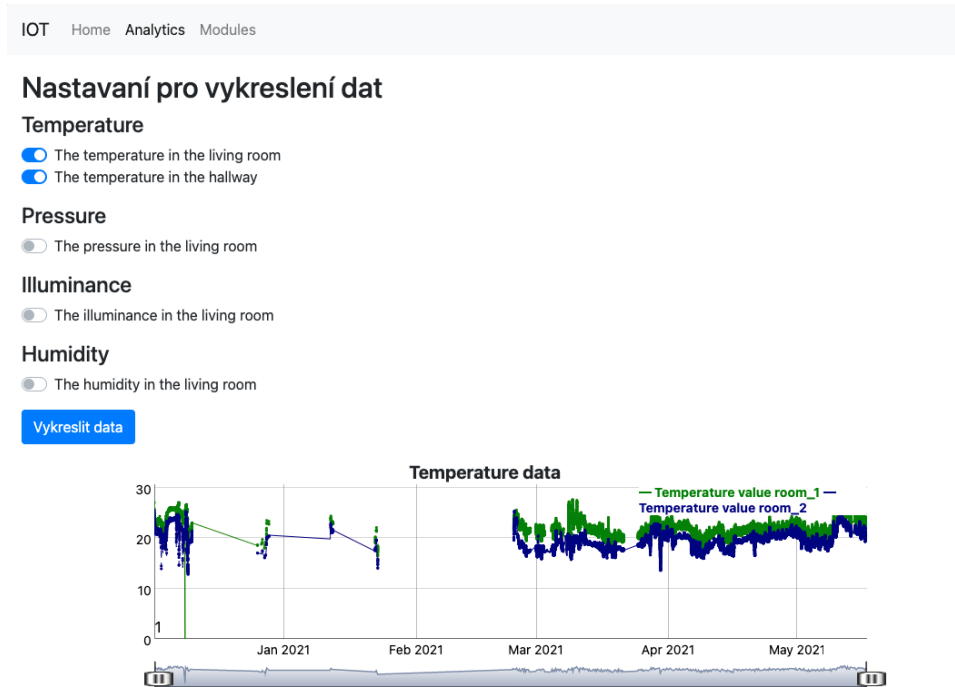 IOT Home Analytics Modules
Nastavaní pro vykreslení dat
Temperature
The temperature in the living room
The temperature in the hallway
Pressure
The pressure in the living room
Illuminance
The illuminance in the living room
Humidity
The humidity in the living room
Vykreslit data
Temperature data
— Temperature value room_1 —
Temperature value room_2
30
20
10
0
1
Jan 2021 Feb 2021 Mar 2021 Apr 2021 May 2021